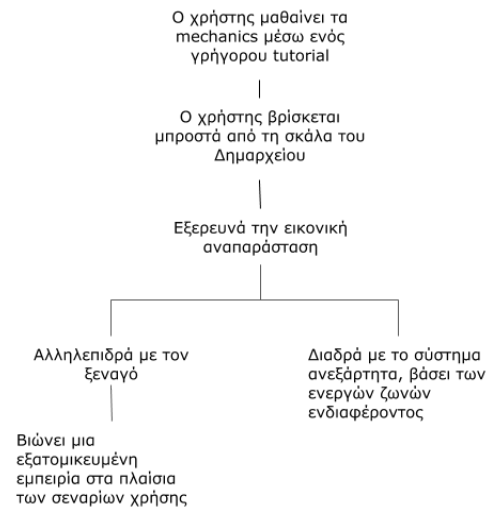 Ο χρήστης μαθαίνει τα
mechanics μέσω ενός
γρήγορου tutorial
Ο χρήστης βρίσκεται
μπροστά από τη σκάλα του
Δημαρχείου
Εξερευνά την εικονική
αναπαράσταση
Αλληλεπιδρά με τον
ξεναγό
Διαδρά με το σύστημα
ανεξάρτητα, βάσει των
ενεργών ζωνών
ενδιαφέροντος
Βιώνει μια
εξατομικευμένη
εμπειρία στα πλαίσια
των σεναρίων χρήσης